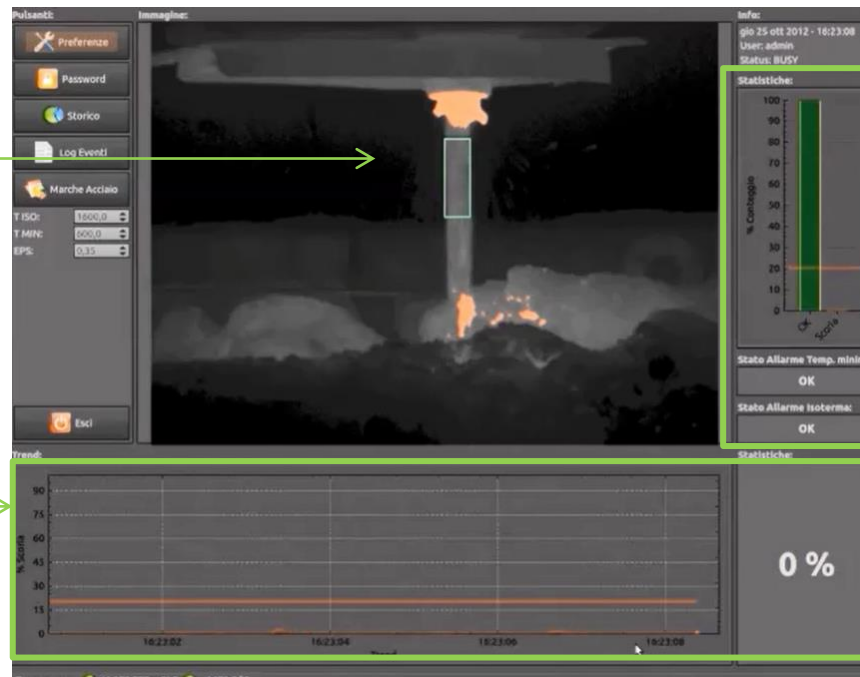 Pulsanti:
Preferenze
Password
Storico
Log Eventi
Marche Acciaio
T ISO: 1600,0
T MIN: 600,0
EPS: 0,35
Esci
Immagine:
Info:
gio 25 ott 2012 - 16:23:08
User: admin
Status: BUSY
Statistiche:
% Conteggio
100
90
80
70
60
50
40
30
20
10
0
OK
Scoria
Stato Allarme Temp. mini
OK
Stato Allarme Isoterma:
OK
Trend:
% Scoria
90
75
60
45
30
15
0
16:23:02
16:23:04
16:23:06
16:23:08
Trend
Statistiche:
0 %